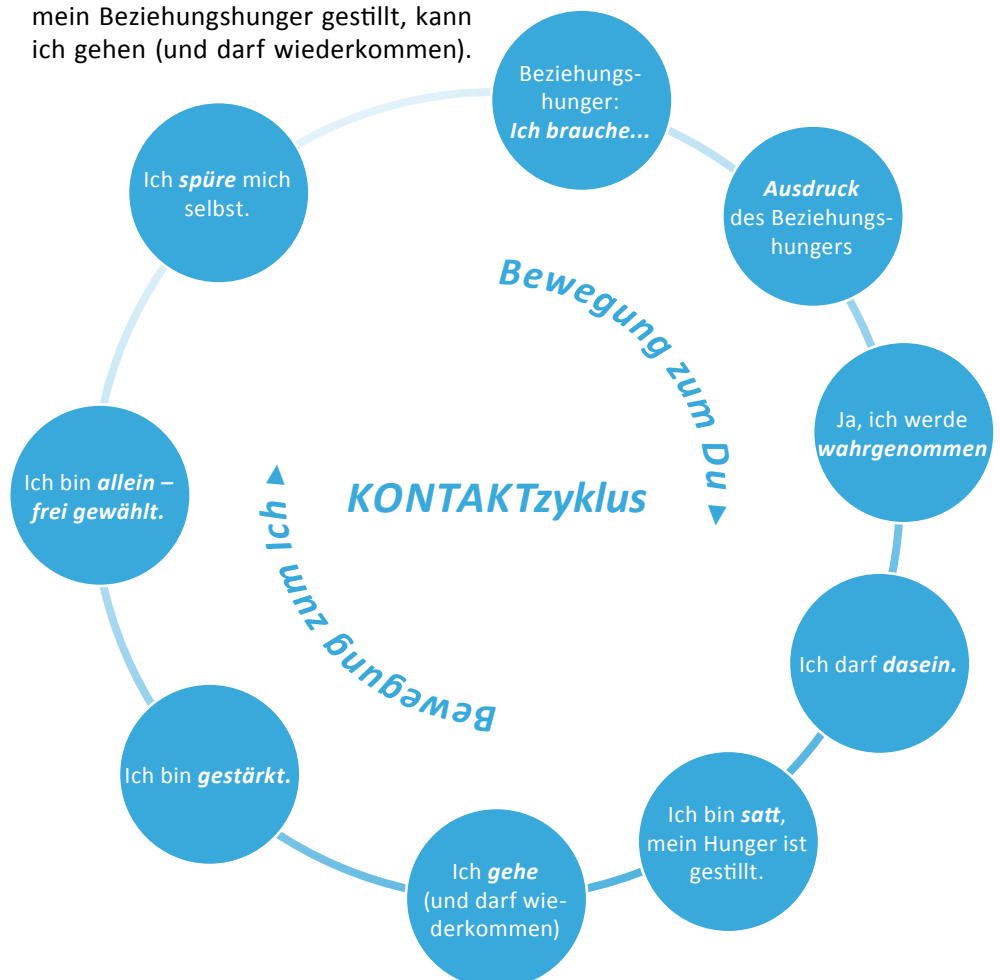 mein Beziehungshunger gestillt, kann
ich gehen (und darf wiederkommen).
Beziehungs-
hunger:
Ich brauche...
Ausdruck
des Beziehungs-
hungers
Ja, ich werde
wahrgenommen
Ich darf dasein.
Ich bin satt,
mein Hunger ist
gestillt.
Ich gehe
(und darf wie-
derkommen)
Ich bin gestärkt.
Ich bin allein –
frei gewählt.
Ich spüre mich
selbst.
Bewegung zum Du ▶
KONTAKTzyklus
Bewegung zum Ich ▶